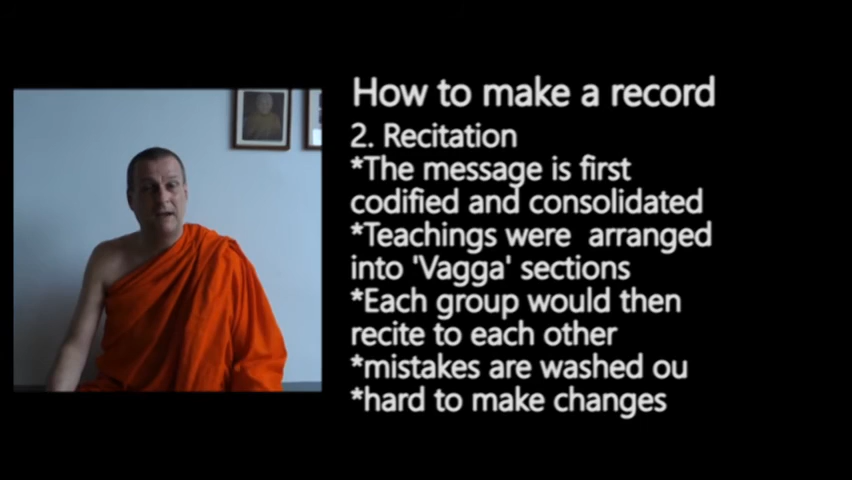 How to make a record
2. Recitation
*The message is first
codified and consolidated
*Teachings were  arranged
into 'Vagga' sections
*Each group would then
recite to each other
*mistakes are washed ou
*hard to make changes